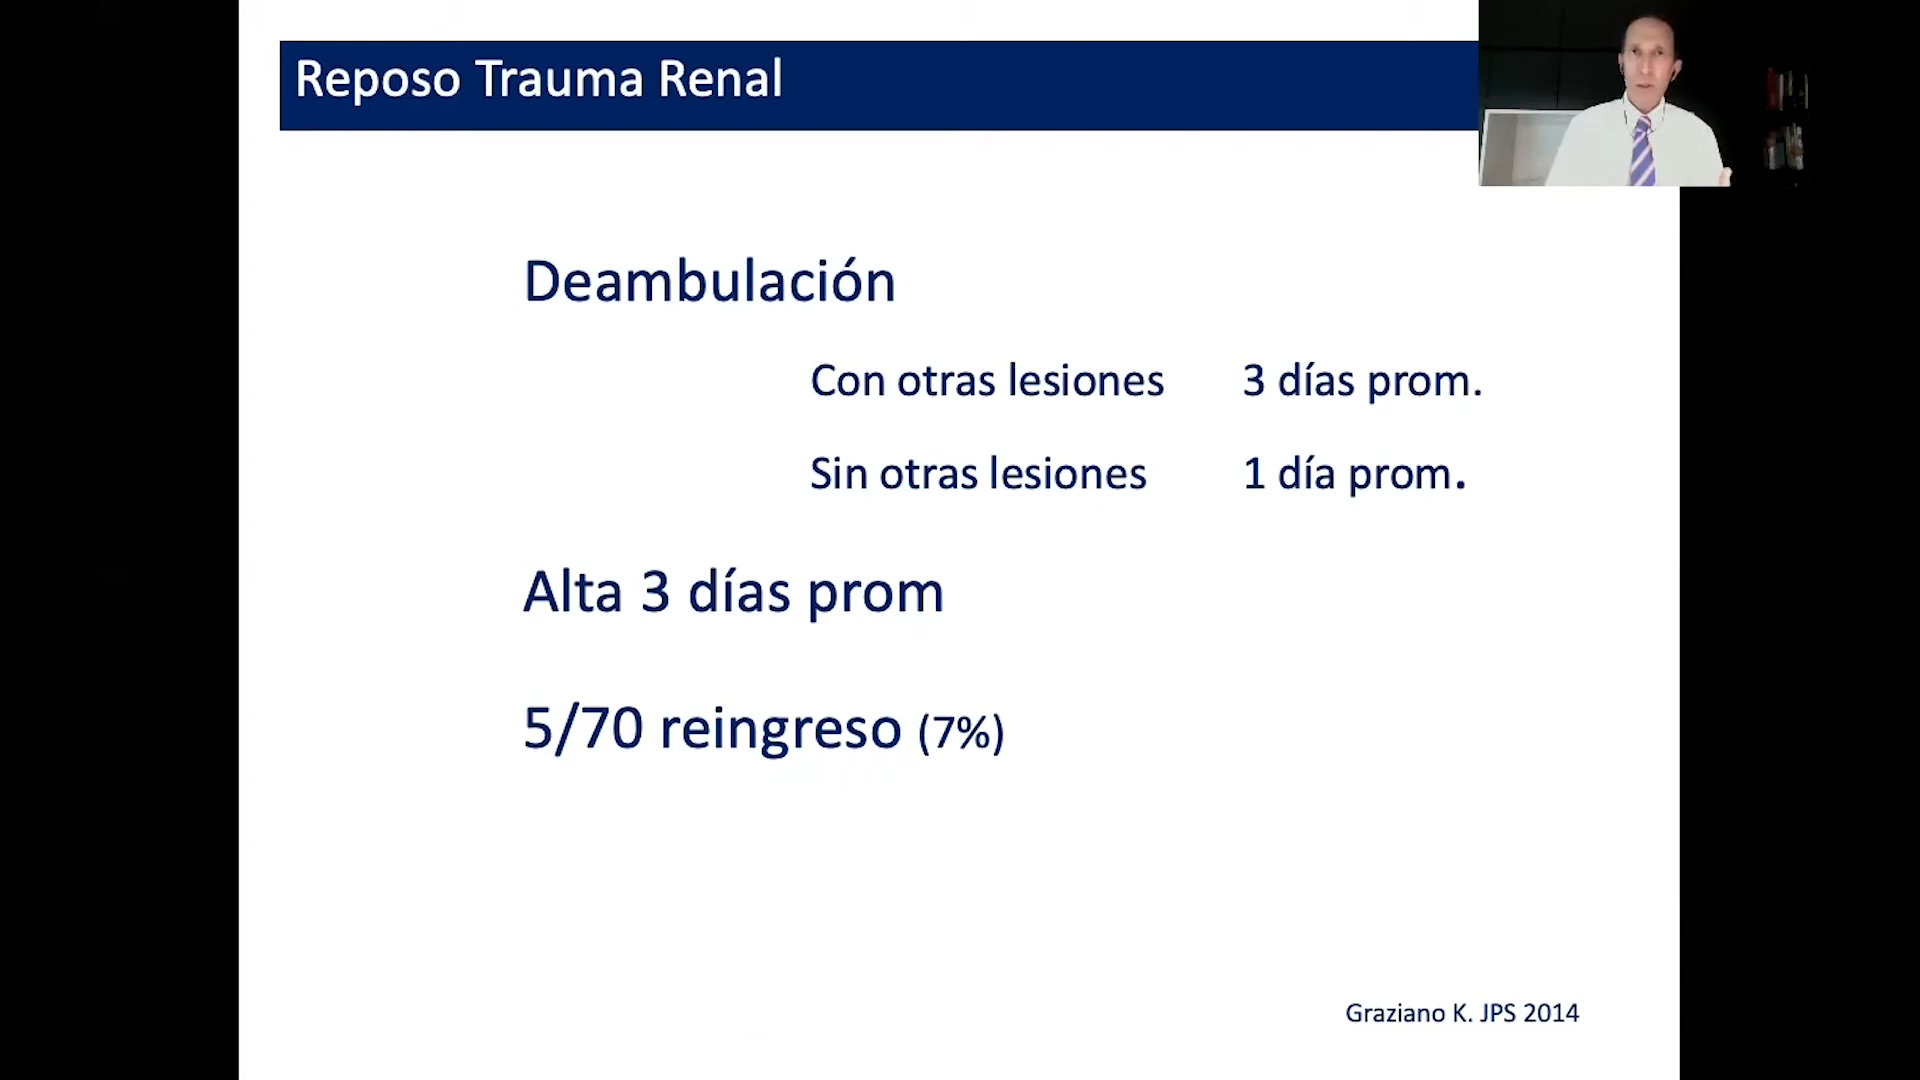 Reposo Trauma Renal
Deambulación
Con otras lesiones 3 días prom.
Sin otras lesiones 1 día prom.
Alta 3 días prom
5/70 reingreso (7%)
Graziano K. JPS 2014